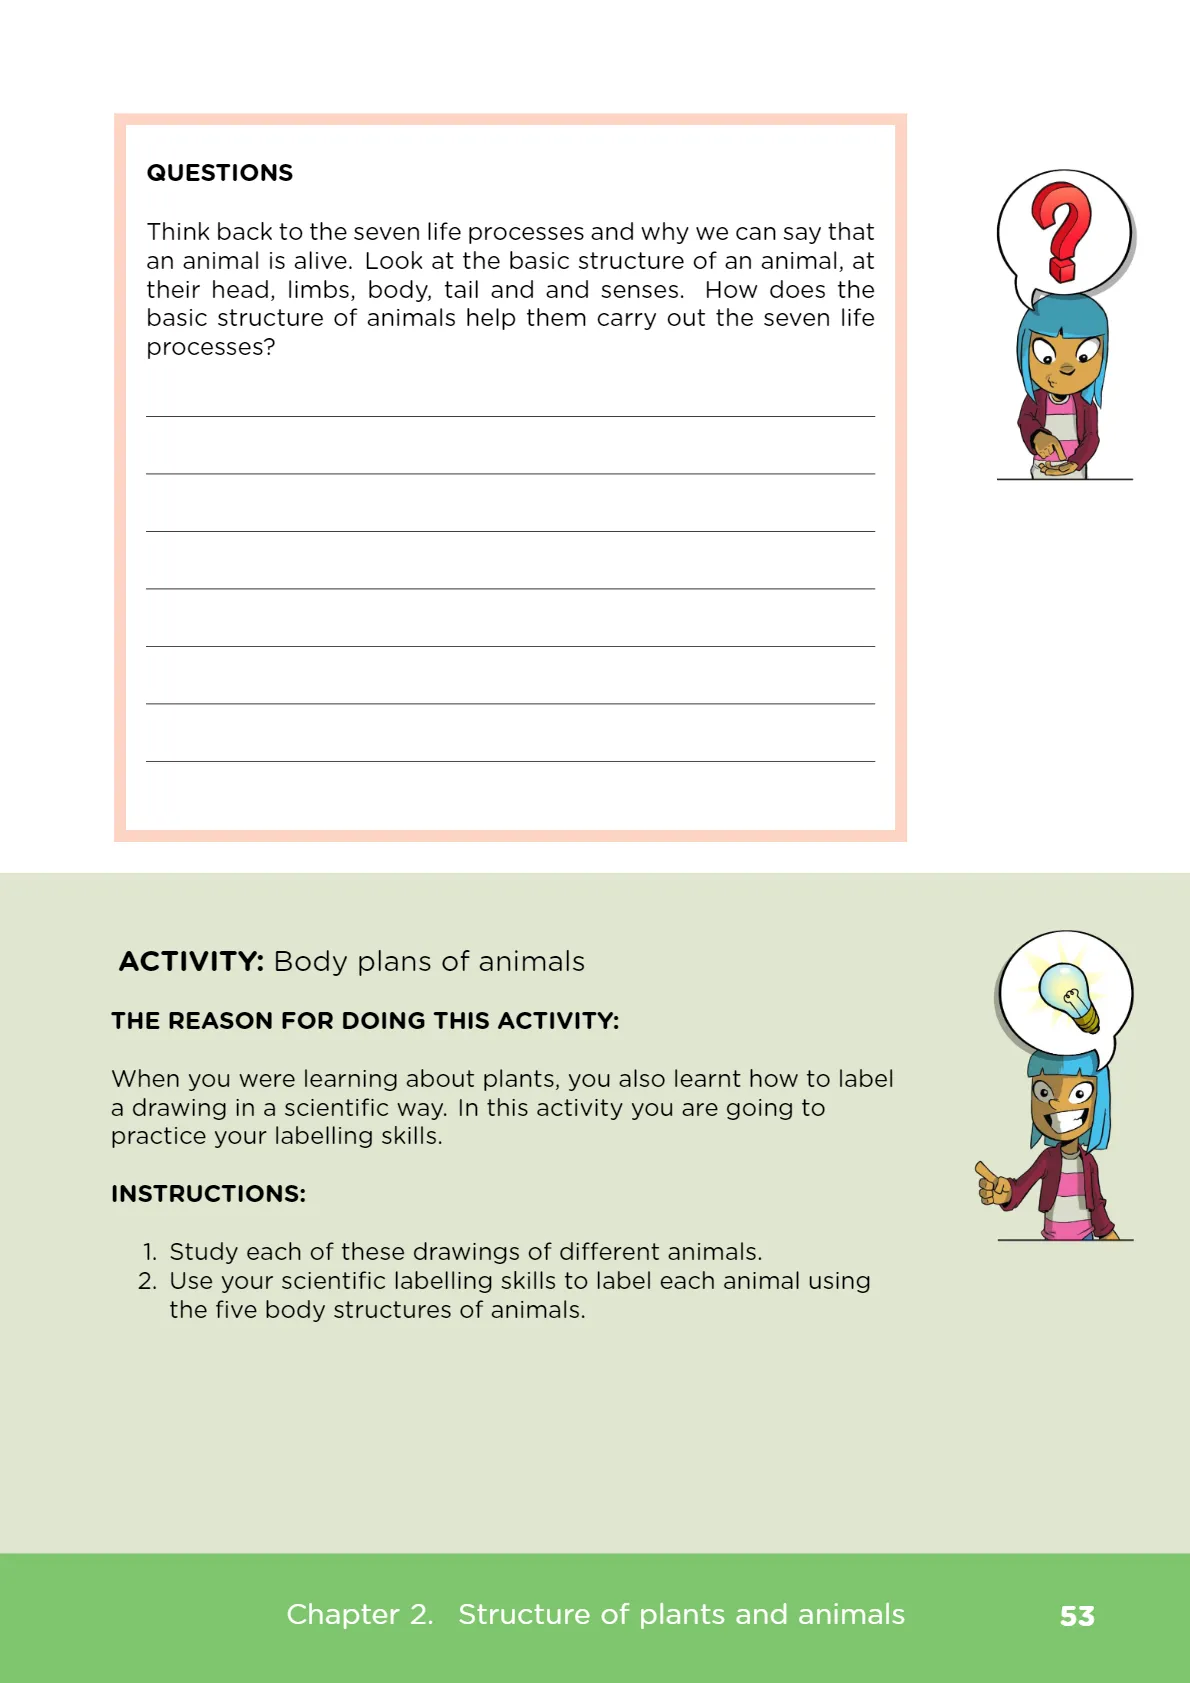 QUESTIONS
Think back to the seven life processes and why we can say that
an animal is alive. Look at the basic structure of an animal, at
their head, limbs, body, tail and and senses. How does the
basic structure of animals help them carry out the seven life
processes?
ACTIVITY: Body plans of animals
THE REASON FOR DOING THIS ACTIVITY:
When you were learning about plants, you also learnt how to label
a drawing in a scientific way. In this activity you are going to
practice your labelling skills.
INSTRUCTIONS:
1. Study each of these drawings of different animals.
2. Use your scientific labelling skills to label each animal using
the five body structures of animals.
Chapter 2. Structure of plants and animals 53